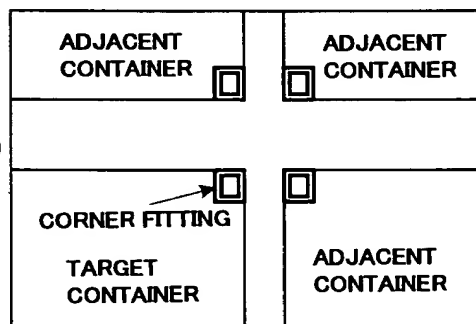 ADJACENT
CONTAINER
ADJACENT
CONTAINER
CORNER FITTING
TARGET
CONTAINER
ADJACENT
CONTAINER